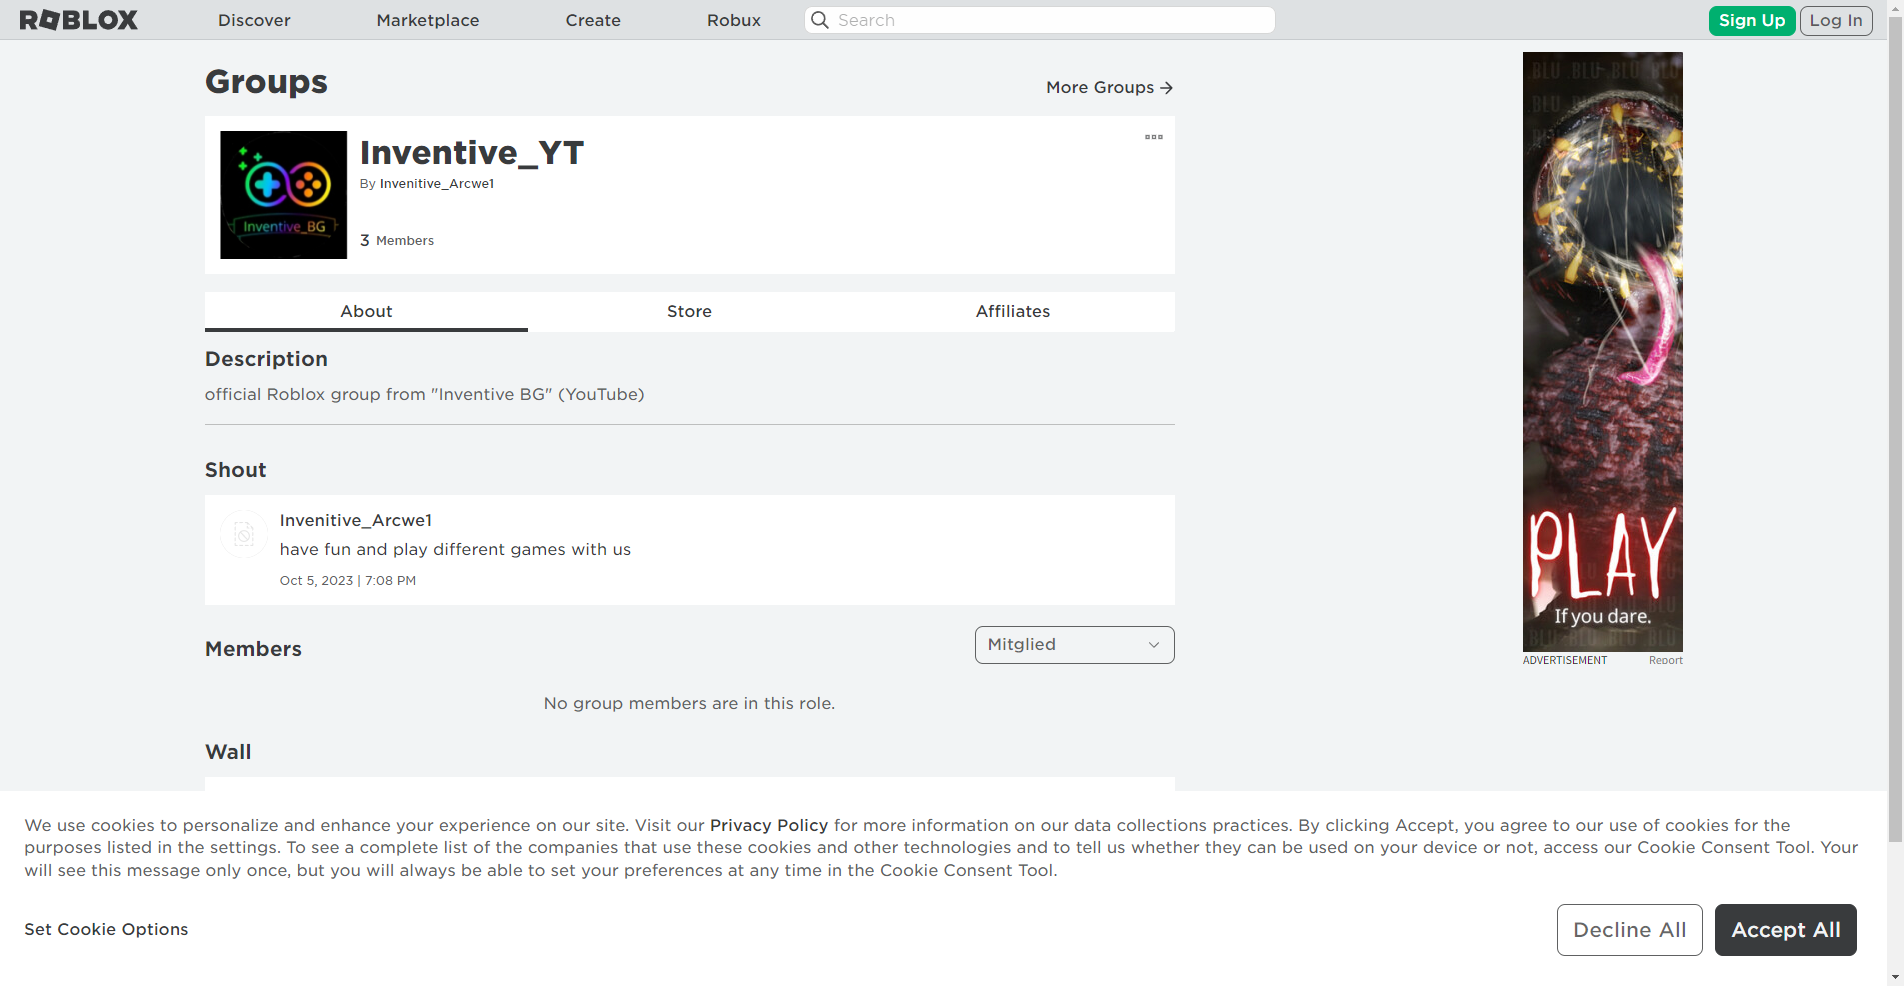 ROBLOX
Discover
Marketplace
Create
Robux
Search
Sign Up
Log In
Groups
More Groups →
Inventive_BG
Inventive_YT
By Invenitive_Arcwe1
3 Members
About
Store
Affiliates
Description
official Roblox group from "Inventive BG" (YouTube)
Shout
Invenitive_Arcwe1
have fun and play different games with us
Oct 5, 2023 | 7:08 PM
Members
Mitglied
No group members are in this role.
Wall
BLU BLU BLU BLU
PLAY
If you dare.
BLU BLU BLU BLU
ADVERTISEMENT
Report
We use cookies to personalize and enhance your experience on our site. Visit our Privacy Policy for more information on our data collections practices. By clicking Accept, you agree to our use of cookies for the
purposes listed in the settings. To see a complete list of the companies that use these cookies and other technologies and to tell us whether they can be used on your device or not, access our Cookie Consent Tool. Your
will see this message only once, but you will always be able to set your preferences at any time in the Cookie Consent Tool.
Set Cookie Options
Decline All
Accept All